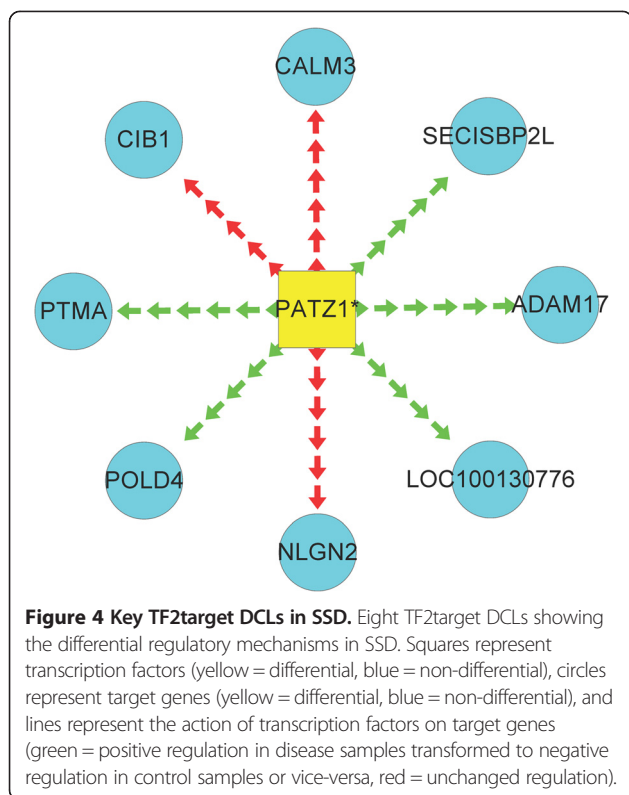 CALM3
CIB1
SECISBP2L
PTMA
PATZ1*
ADAM17
POLD4
LOC100130776
NLGN2
Figure 4 Key TF2target DCLs in SSD. Eight TF2target DCLs showing
the differential regulatory mechanisms in SSD. Squares represent
transcription factors (yellow = differential, blue = non-differential), circles
represent target genes (yellow = differential, blue = non-differential), and
lines represent the action of transcription factors on target genes
(green = positive regulation in disease samples transformed to negative
regulation in control samples or vice-versa, red = unchanged regulation).